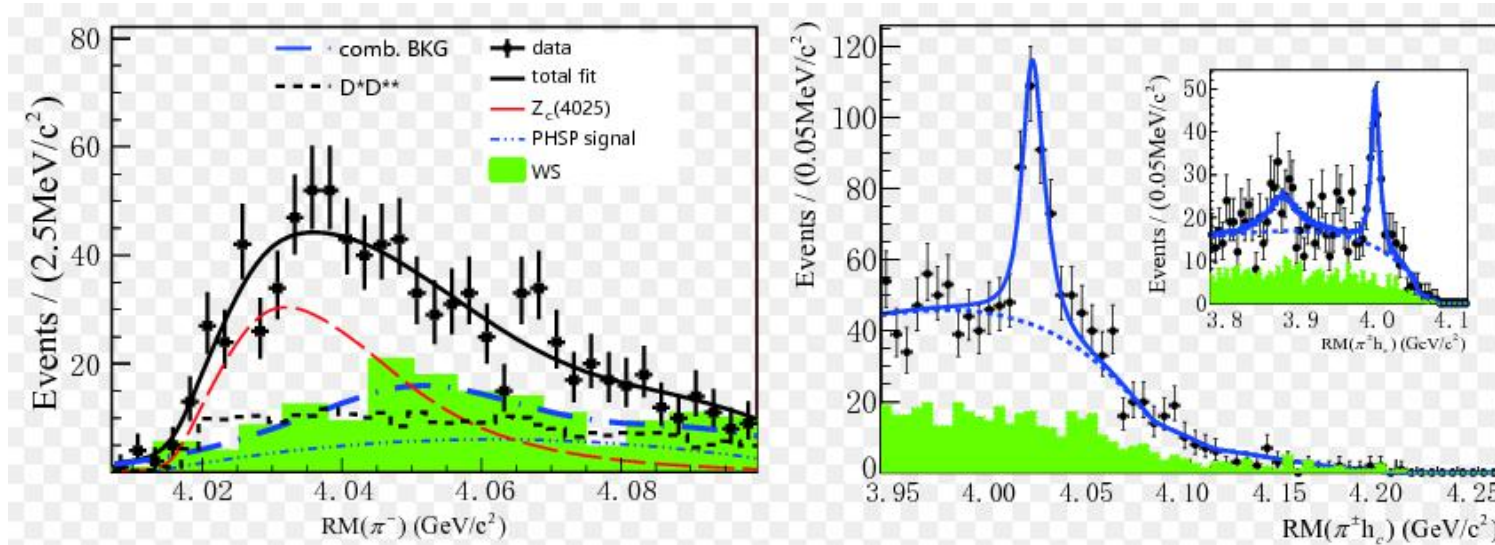 80
60
40
20
Events / (2.5MeV/c²)
comb. BKG
D*D**
data
total fit
Z_c(4025)
PHSP signal
WS
4.02 4.04 4.06 4.08
RM(π⁻) (GeV/c²)
120
100
80
60
40
20
0
Events / (0.05MeV/c²)
3.95 4.00 4.05 4.10 4.15 4.20 4.25
RM(π±h_c) (GeV/c²)
50
40
30
20
10
0
Events / (0.05MeV/c²)
3.8 3.9 4.0 4.1
RM(π±h_c) (GeV/c²)